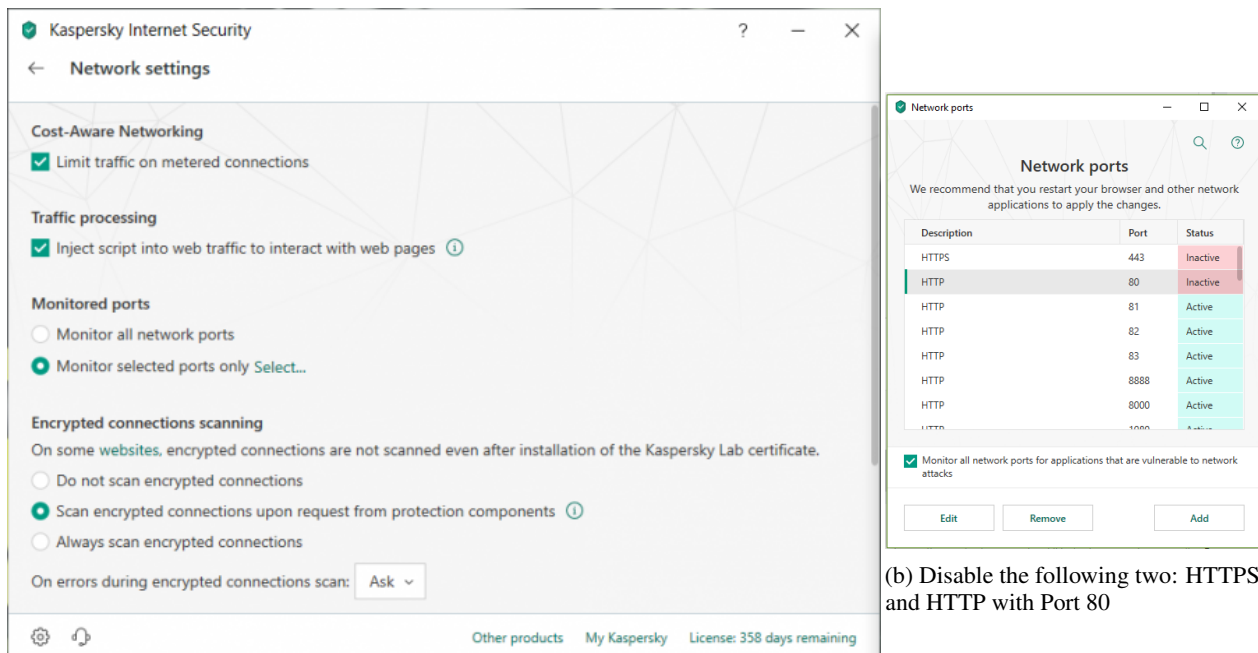 Kaspersky Internet Security
Network settings
Cost-Aware Networking
Limit traffic on metered connections
Traffic processing
Inject script into web traffic to interact with web pages
Monitored ports
Monitor all network ports
Monitor selected ports only Select...
Encrypted connections scanning
On some websites, encrypted connections are not scanned even after installation of the Kaspersky Lab certificate.
Do not scan encrypted connections
Scan encrypted connections upon request from protection components
Always scan encrypted connections
On errors during encrypted connections scan: Ask
Other products My Kaspersky License: 358 days remaining
Network ports
Network ports
We recommend that you restart your browser and other network
applications to apply the changes.
Description Port Status
HTTPS 443 Inactive
HTTP 80 Inactive
HTTP 81 Active
HTTP 82 Active
HTTP 83 Active
HTTP 8888 Active
HTTP 8000 Active
HTTP 1080 Active
Monitor all network ports for applications that are vulnerable to network
attacks
Edit Remove Add
(b) Disable the following two: HTTPS
and HTTP with Port 80